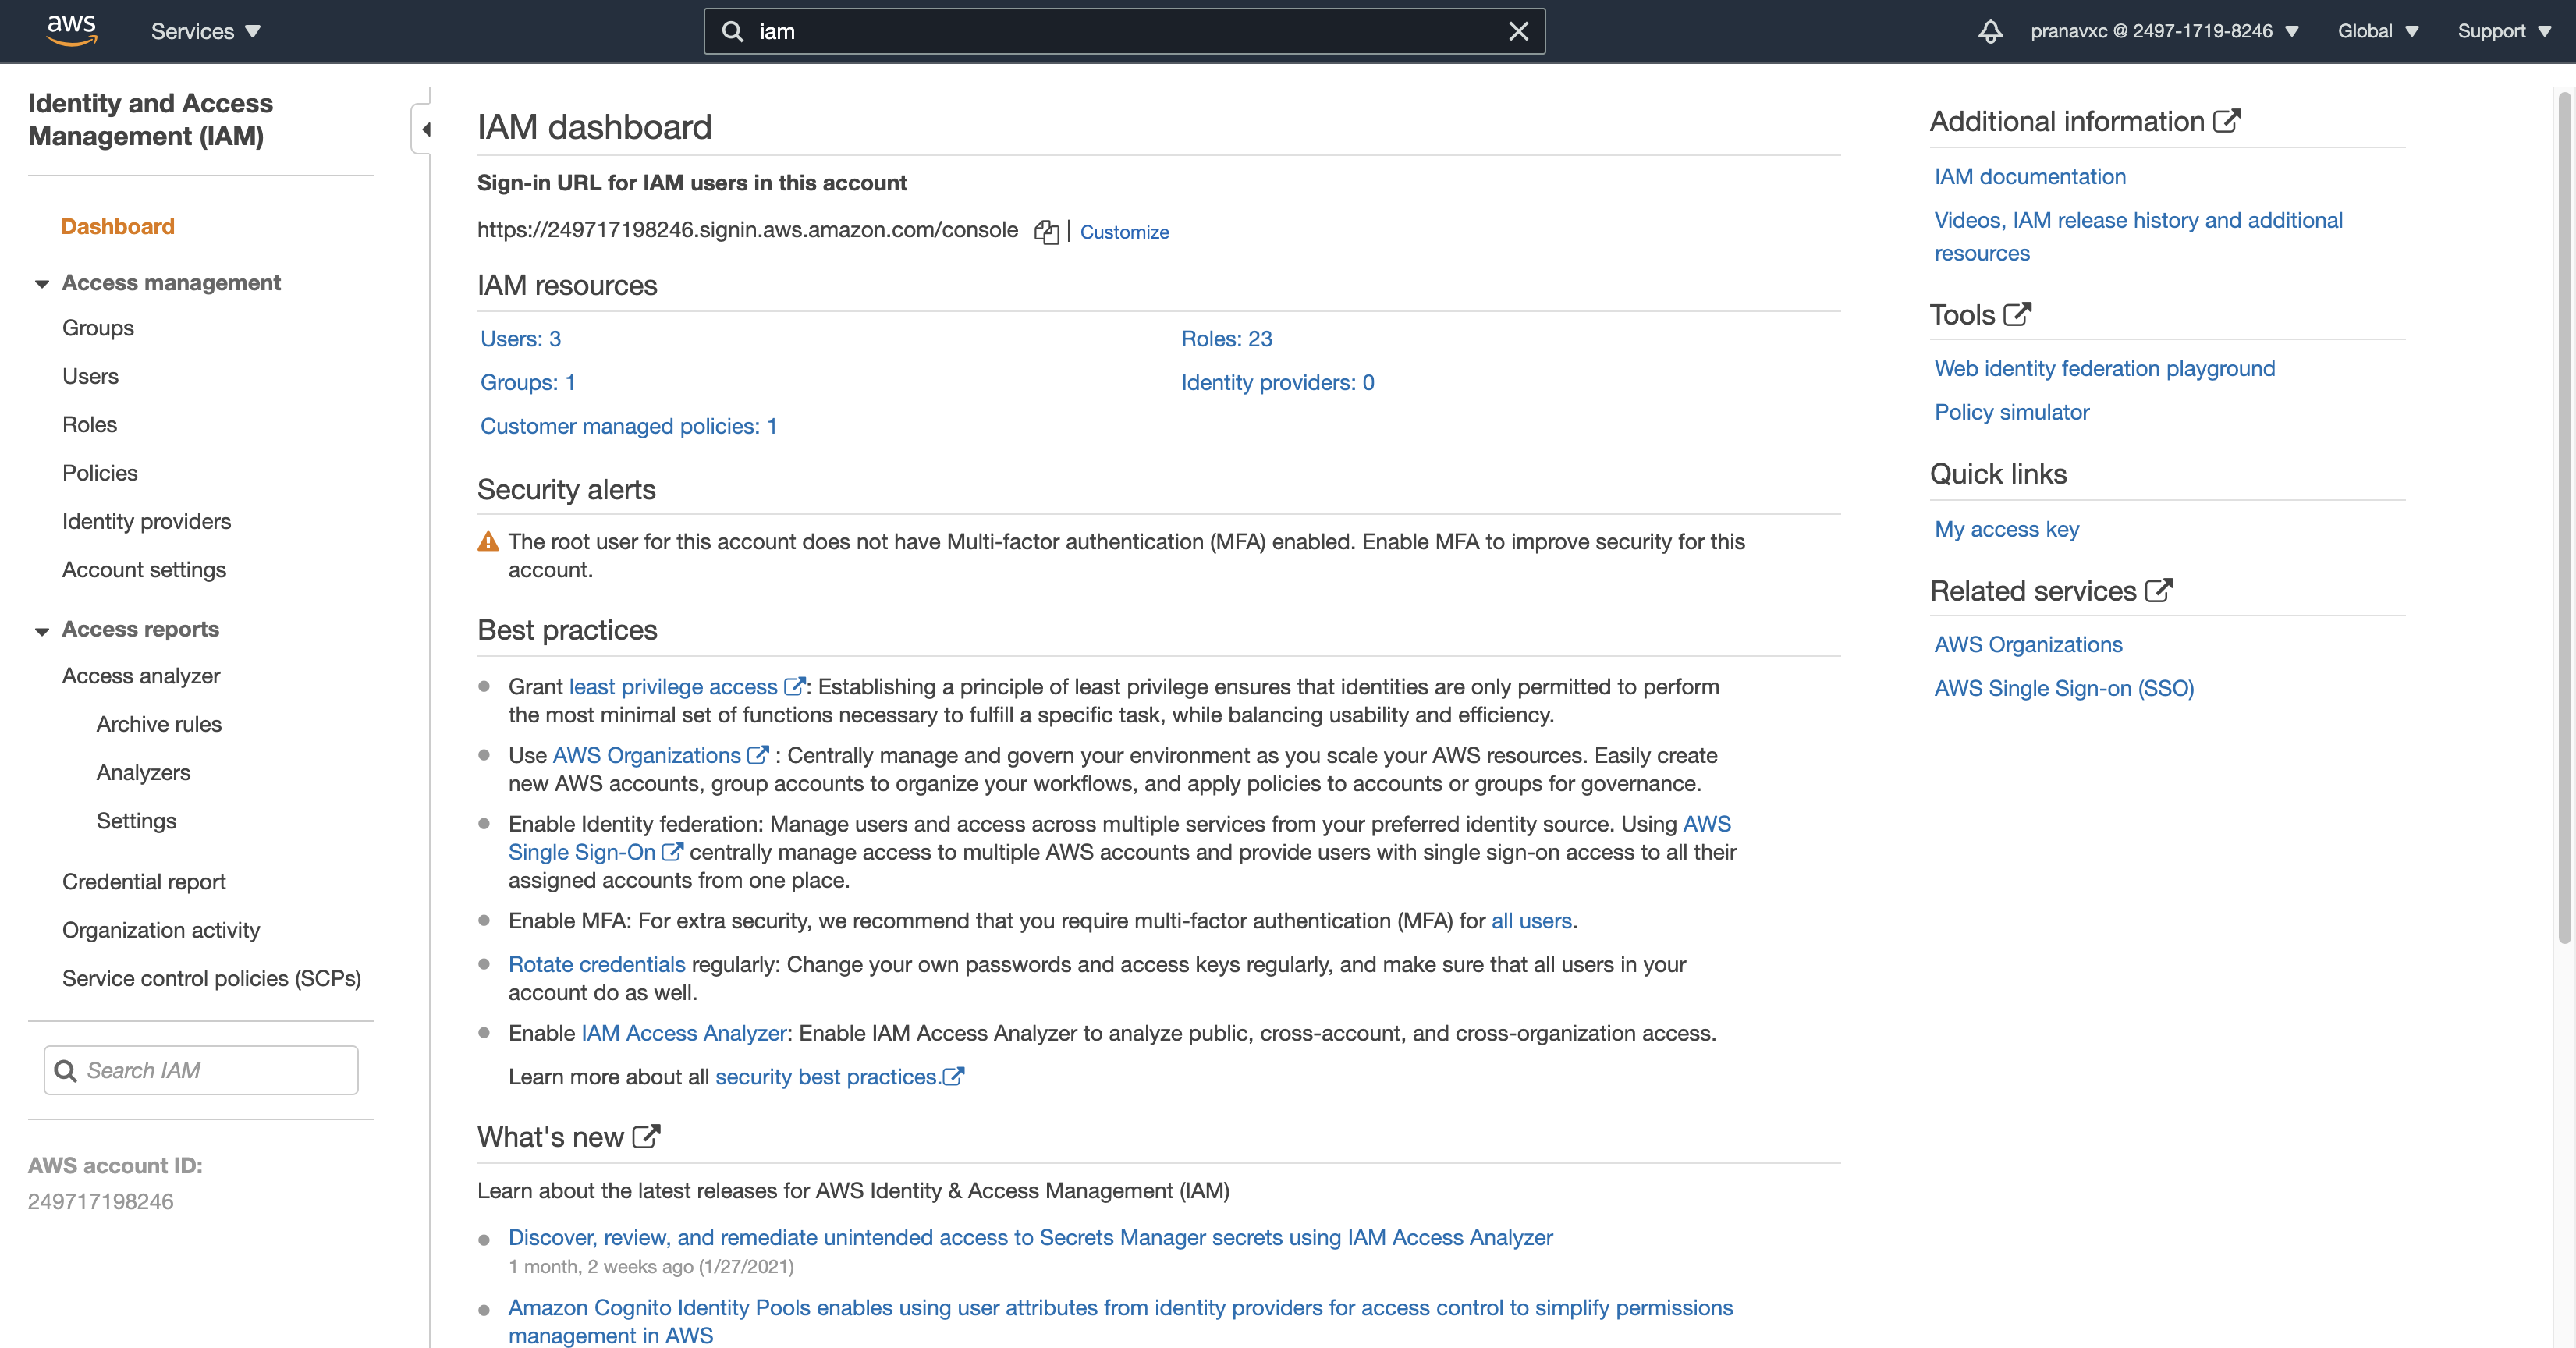 aws
Services
iam
pranavxc @ 2497-1719-8246
Global
Support
Identity and Access
Management (IAM)
Dashboard
Access management
Groups
Users
Roles
Policies
Identity providers
Account settings
Access reports
Access analyzer
Archive rules
Analyzers
Settings
Credential report
Organization activity
Service control policies (SCPs)
Search IAM
AWS account ID:
249717198246
IAM dashboard
Sign-in URL for IAM users in this account
https://249717198246.signin.aws.amazon.com/console | Customize
IAM resources
Users: 3
Roles: 23
Groups: 1
Identity providers: 0
Customer managed policies: 1
Security alerts
The root user for this account does not have Multi-factor authentication (MFA) enabled. Enable MFA to improve security for this
account.
Best practices
Grant least privilege access : Establishing a principle of least privilege ensures that identities are only permitted to perform
the most minimal set of functions necessary to fulfill a specific task, while balancing usability and efficiency.
Use AWS Organizations : Centrally manage and govern your environment as you scale your AWS resources. Easily create
new AWS accounts, group accounts to organize your workflows, and apply policies to accounts or groups for governance.
Enable Identity federation: Manage users and access across multiple services from your preferred identity source. Using AWS
Single Sign-On centrally manage access to multiple AWS accounts and provide users with single sign-on access to all their
assigned accounts from one place.
Enable MFA: For extra security, we recommend that you require multi-factor authentication (MFA) for all users.
Rotate credentials regularly: Change your own passwords and access keys regularly, and make sure that all users in your
account do as well.
Enable IAM Access Analyzer: Enable IAM Access Analyzer to analyze public, cross-account, and cross-organization access.
Learn more about all security best practices.
What's new
Learn about the latest releases for AWS Identity & Access Management (IAM)
Discover, review, and remediate unintended access to Secrets Manager secrets using IAM Access Analyzer
1 month, 2 weeks ago (1/27/2021)
Amazon Cognito Identity Pools enables using user attributes from identity providers for access control to simplify permissions
management in AWS
Additional information
IAM documentation
Videos, IAM release history and additional
resources
Tools
Web identity federation playground
Policy simulator
Quick links
My access key
Related services
AWS Organizations
AWS Single Sign-on (SSO)